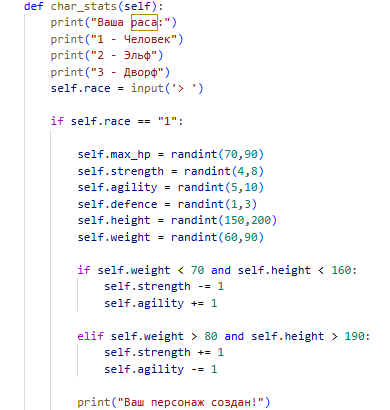 def char_stats(self):
print("Ваша раса:")
print("1 - Человек")
print("2 - Эльф")
print("3 - Дворф")
self.race = input('> ')
if self.race == "1":
self.max_hp = randint(70,90)
self.strength = randint(4,8)
self.agility = randint(5,10)
self.defence = randint(1,3)
self.height = randint(150,200)
self.weight = randint(60,90)
if self.weight < 70 and self.height < 160:
self.strength -= 1
self.agility += 1
elif self.weight > 80 and self.height > 190:
self.strength += 1
self.agility -= 1
print("Ваш персонаж создан!")